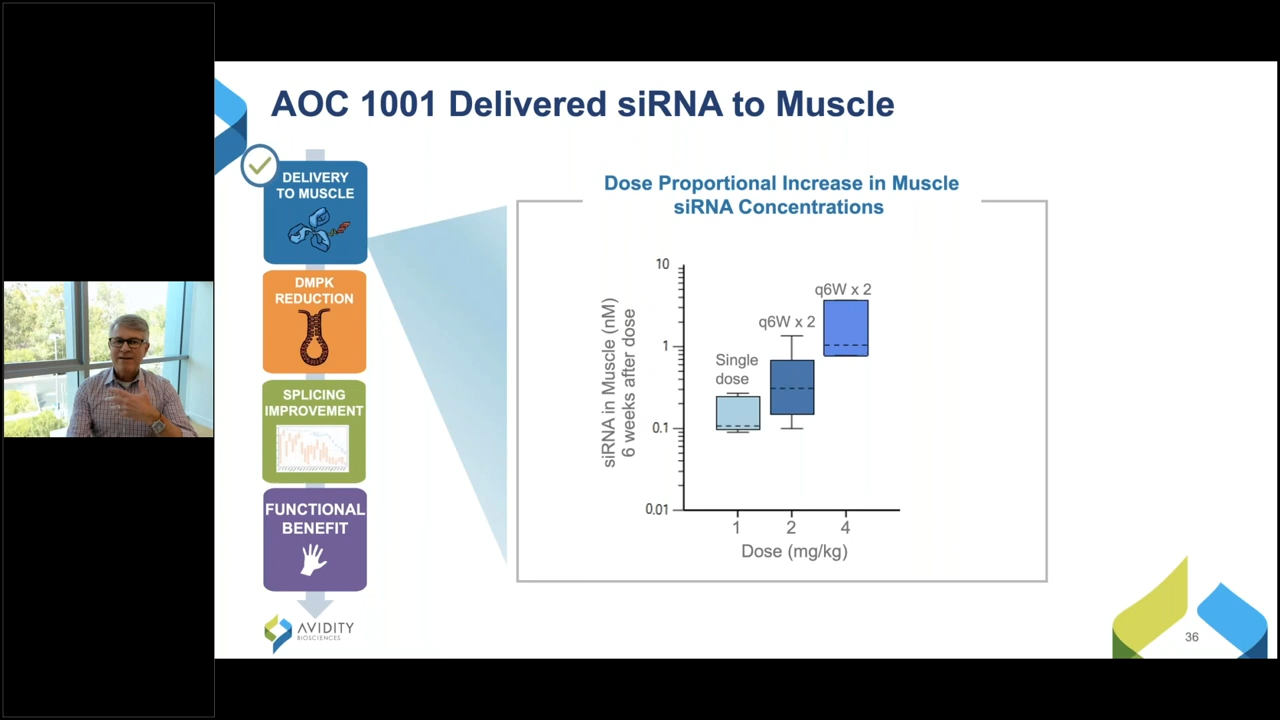 AOC 1001 Delivered siRNA to Muscle
DELIVERY
TO MUSCLE
DMPK
REDUCTION
SPLICING
IMPROVEMENT
FUNCTIONAL
BENEFIT
AVIDITY
BIOSCIENCES
Dose Proportional Increase in Muscle
siRNA Concentrations
siRNA in Muscle (nM)
6 weeks after dose
10
1
0.1
0.01
Single
dose
q6W x 2
q6W x 2
1 2 4
Dose (mg/kg)
36